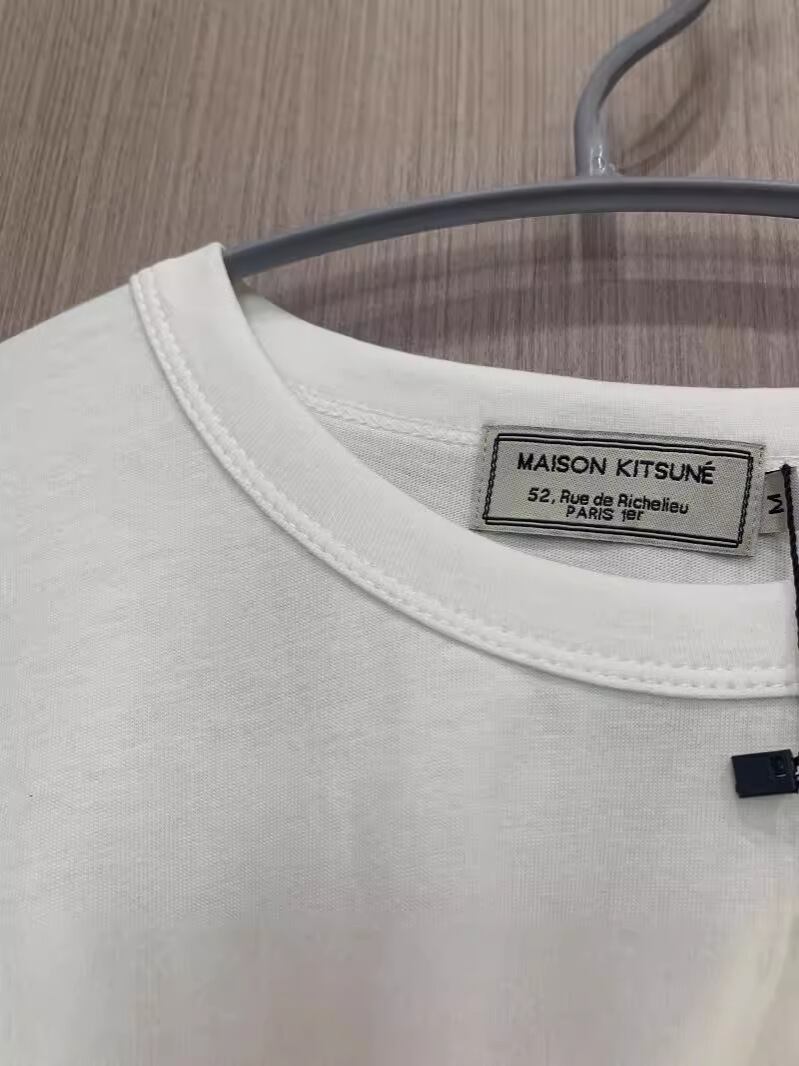 MAISON KITSUNÉ
52, Rue de Richelieu
PARIS 1er
M